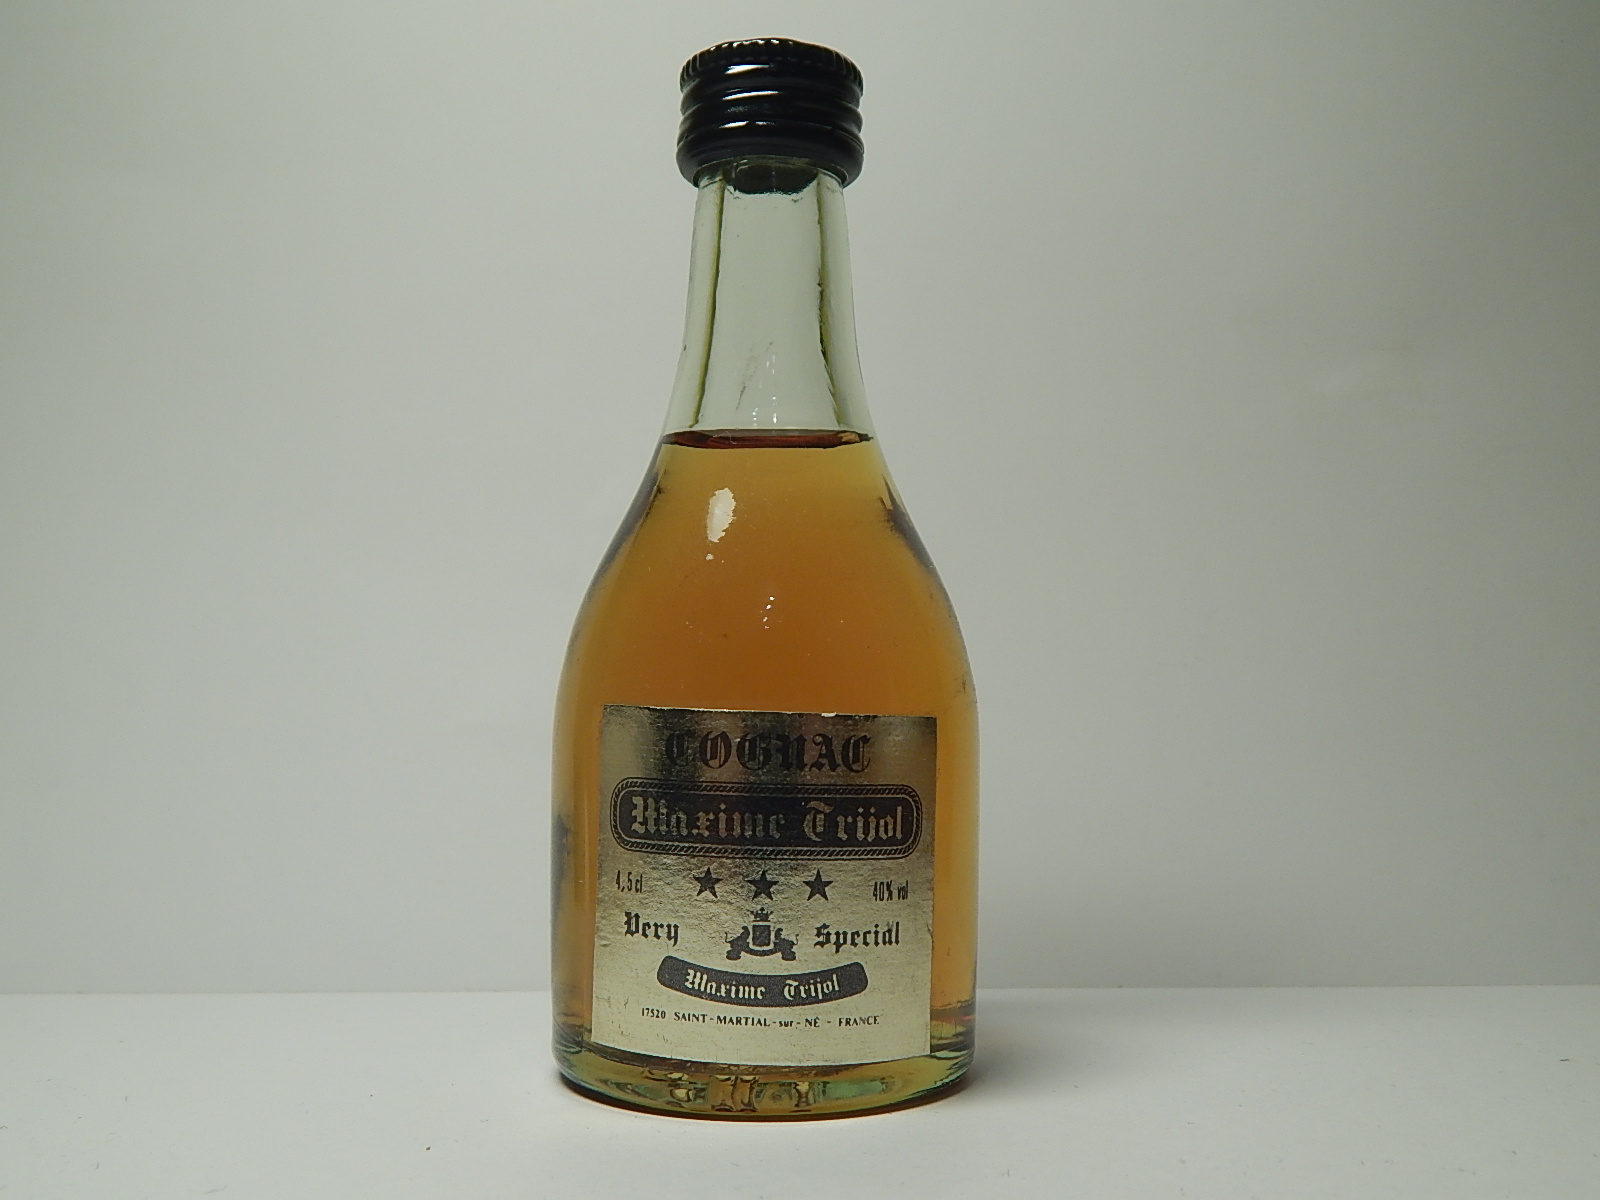 COGNAC
Maxime Trijol
4,5 cl ★ ★ ★ 40% vol
Very Special
Maxime Trijol
17520 SAINT-MARTIAL-sur-NÉ - FRANCE